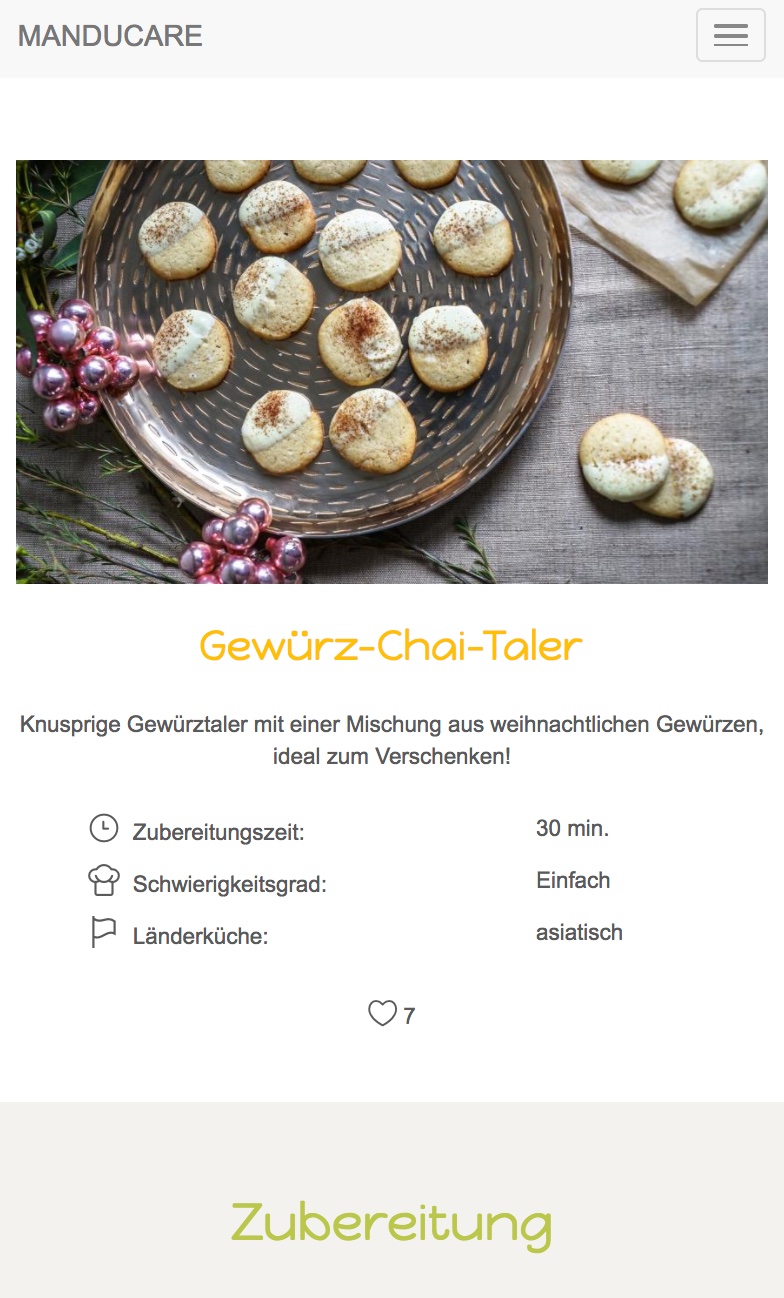 MANDUCARE
Gewürz-Chai-Taler
Knusprige Gewürztaler mit einer Mischung aus weihnachtlichen Gewürzen,
ideal zum Verschenken!
Zubereitungszeit: 30 min.
Schwierigkeitsgrad: Einfach
Länderküche: asiatisch
7
Zubereitung